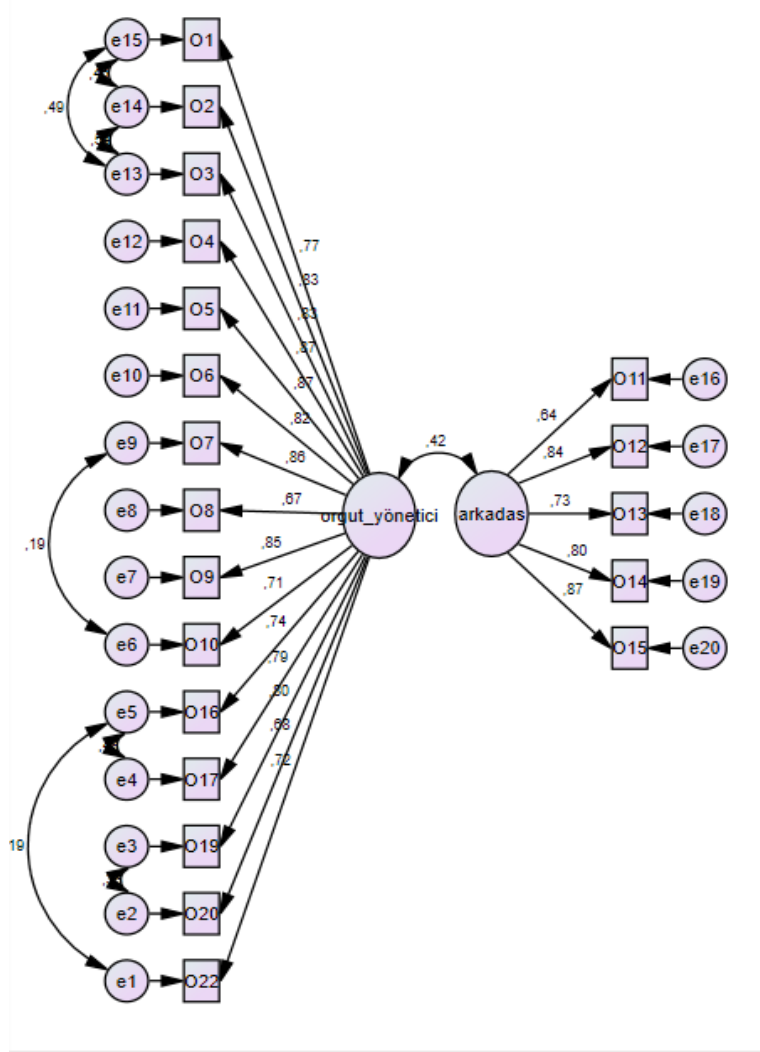 e15
O1
,49
e14
O2
e13
O3
e12
O4
,77
,83
e11
O5
,83
,87
e10
O6
,87
O11
e16
,82
,64
e9
O7
,42
O12
e17
,86
,84
e8
O8
,67
orgut_yönetici
arkadas
,73
O13
e18
,19
e7
O9
,85
,80
O14
e19
,71
,87
e6
O10
,74
O15
e20
,79
,80
e5
O16
,68
,72
e4
O17
19
e3
O19
e2
O20
e1
O22